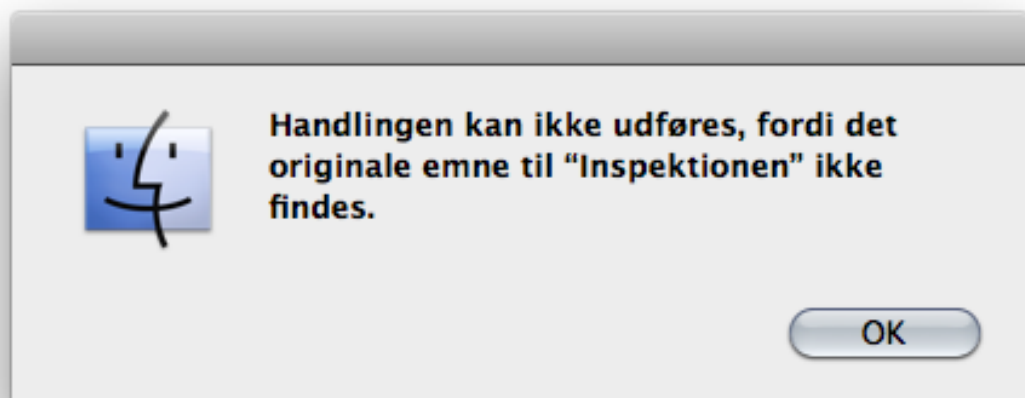 Handlingen kan ikke udføres, fordi det
originale emne til “Inspektionen” ikke
findes.
OK